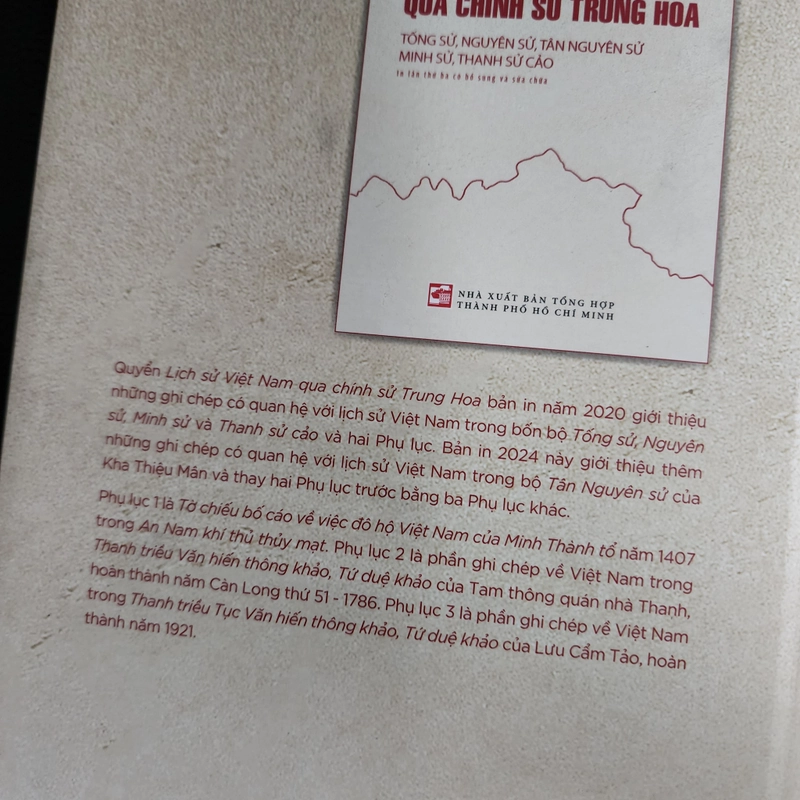 QUA CHÍNH SỬ TRUNG HOA
TỐNG SỬ, NGUYÊN SỬ, TÂN NGUYÊN SỬ
MINH SỬ, THANH SỬ CẢO
In lần thứ ba có bổ sung và sửa chữa
NHÀ XUẤT BẢN TỔNG HỢP
THÀNH PHỐ HỒ CHÍ MINH
Quyển Lịch sử Việt Nam qua chính sử Trung Hoa bản in năm 2020 giới thiệu
những ghi chép có quan hệ với lịch sử Việt Nam trong bốn bộ Tống sử, Nguyên
sử, Minh sử và Thanh sử cảo và hai Phụ lục. Bản in 2024 này giới thiệu thêm
những ghi chép có quan hệ với lịch sử Việt Nam trong bộ Tân Nguyên sử của
Kha Thiệu Mân và thay hai Phụ lục trước bằng ba Phụ lục khác.
Phụ lục 1 là Tờ chiếu bố cáo về việc đô hộ Việt Nam của Minh Thành tổ năm 1407
trong An Nam khí thủ thủy mạt. Phụ lục 2 là phần ghi chép về Việt Nam trong
Thanh triều Văn hiến thông khảo, Tứ duệ khảo của Tam thông quán nhà Thanh,
hoàn thành năm Càn Long thứ 51 - 1786. Phụ lục 3 là phần ghi chép về Việt Nam
trong Thanh triều Tục Văn hiến thông khảo, Tứ duệ khảo của Lưu Cẩm Tảo, hoàn
thành năm 1921.